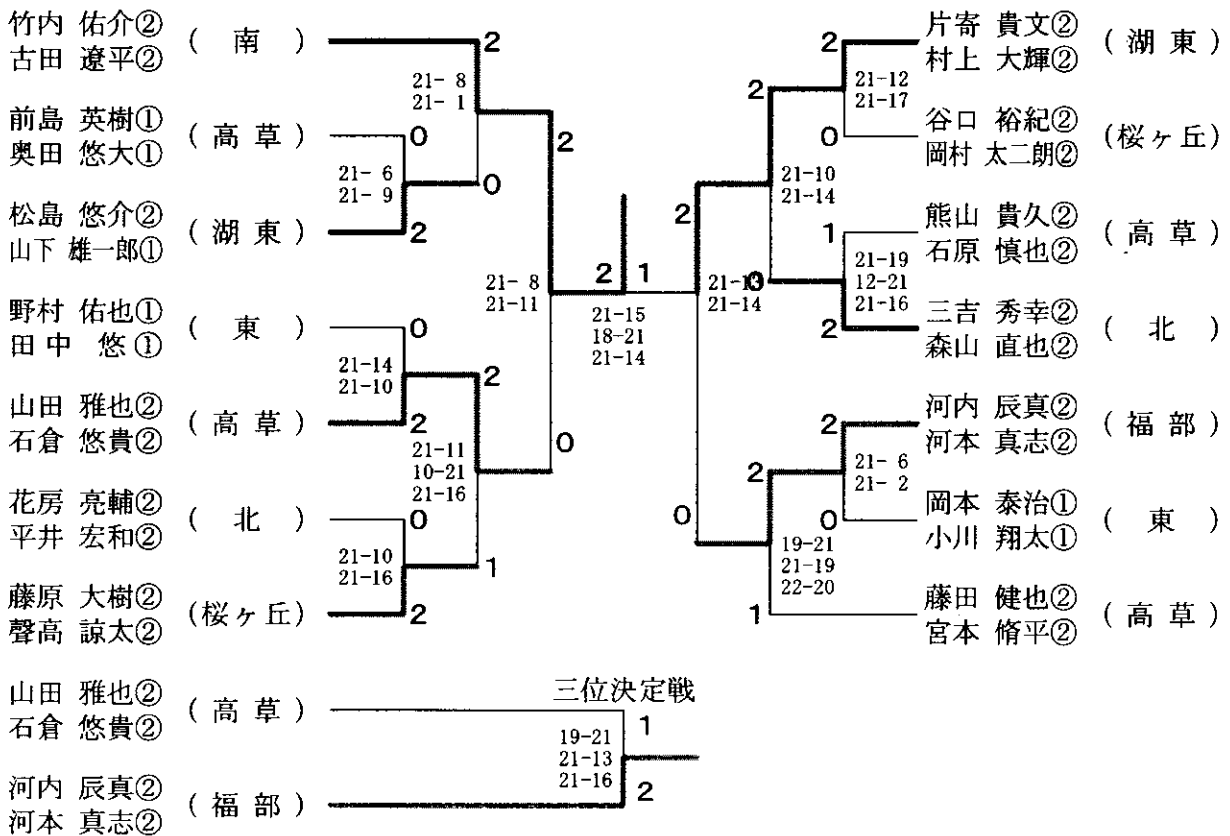 竹内 佑介②
古田 遼平②
(南)
前島 英樹①
奥田 悠大①
(高草)
松島 悠介②
山下 雄一郎①
(湖東)
野村 佑也①
田中 悠①
(東)
山田 雅也②
石倉 悠貴②
(高草)
花房 亮輔②
平井 宏和②
(北)
藤原 大樹②
聲高 諒太②
(桜ヶ丘)
2
21- 8
21- 1
0
21- 6
21- 9
0
2
2
0
21-14
21-10
2
2
21-11
10-21
21-16
0
21-10
21-16
1
2
21- 8
21-11
0
2
1
21-15
18-21
21-14
片寄 貴文②
村上 大輝②
(湖東)
谷口 裕紀②
岡村 太二朗②
(桜ヶ丘)
熊山 貴久②
石原 慎也②
(高草)
三吉 秀幸②
森山 直也②
(北)
河内 辰真②
河本 真志②
(福部)
岡本 泰治①
小川 翔太①
(東)
藤田 健也②
宮本 脩平②
(高草)
2
21-12
21-17
2
0
21-10
21-14
2
1
21-19
12-21
21-16
0
21-14
2
2
21- 6
21- 2
2
0
0
19-21
21-19
22-20
1
山田 雅也②
石倉 悠貴②
(高草)
河内 辰真②
河本 真志②
(福部)
三位決定戦
1
19-21
21-13
21-16
2